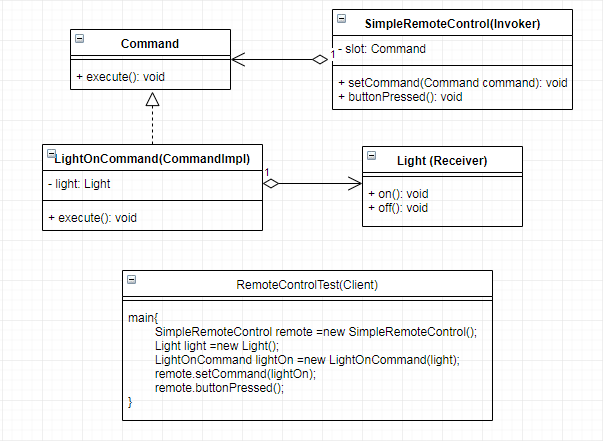 Command
+ execute(): void
SimpleRemoteControl(Invoker)
- slot: Command
+ setCommand(Command command): void
+ buttonPressed(): void
1
LightOnCommand(CommandImpl)
- light: Light
+ execute(): void
1
Light (Receiver)
+ on(): void
+ off(): void
RemoteControlTest(Client)
main{
SimpleRemoteControl remote =new SimpleRemoteControl();
Light light =new Light();
LightOnCommand lightOn =new LightOnCommand(light);
remote.setCommand(lightOn);
remote.buttonPressed();
}